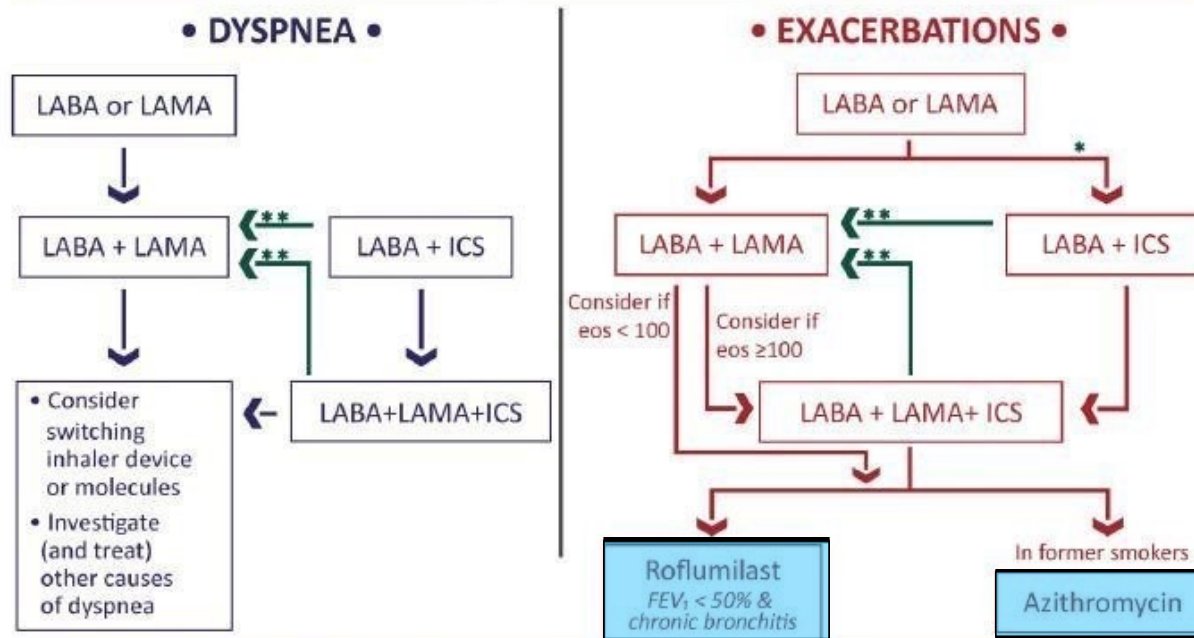 • DYSPNEA •
LABA or LAMA
**
LABA + LAMA
LABA + ICS
**
• Consider
switching
inhaler device
or molecules
• Investigate
(and treat)
other causes
of dyspnea
LABA+LAMA+ICS
• EXACERBATIONS •
LABA or LAMA
*
**
LABA + LAMA
LABA + ICS
**
Consider if
eos < 100
Consider if
eos ≥100
LABA + LAMA+ ICS
Roflumilast
FEV₁ < 50% &
chronic bronchitis
In former smokers
Azithromycin